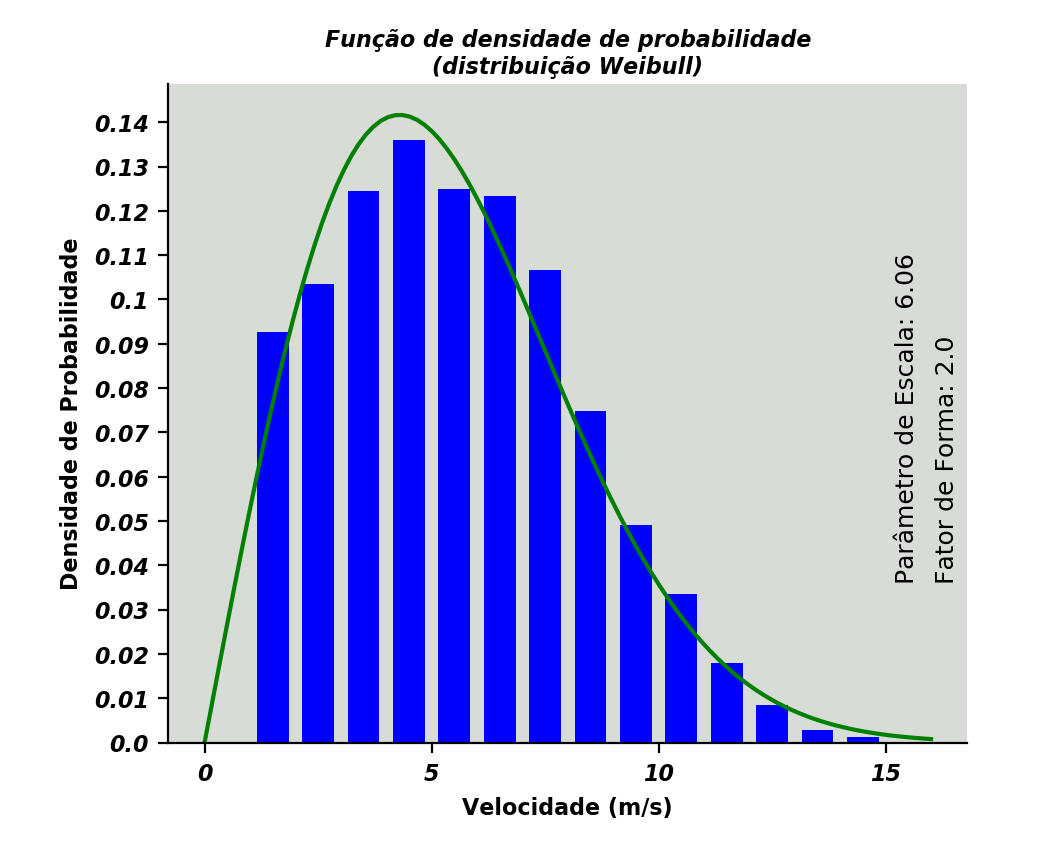 Função de densidade de probabilidade
(distribuição Weibull)
Densidade de Probabilidade
0.14
0.13
0.12
0.11
0.1
0.09
0.08
0.07
0.06
0.05
0.04
0.03
0.02
0.01
0.0
Parâmetro de Escala: 6.06
Fator de Forma: 2.0
0 5 10 15
Velocidade (m/s)